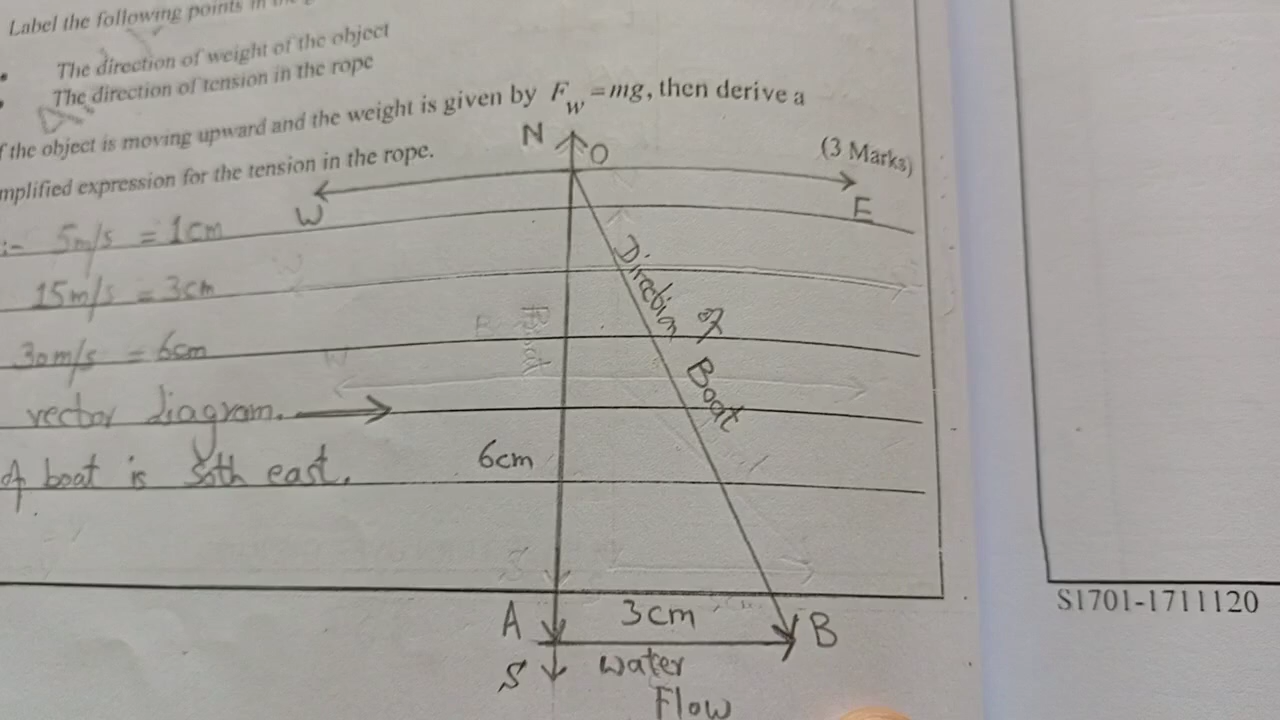 Label the following points in the
The direction of weight of the object
The direction of tension in the rope
f the object is moving upward and the weight is given by F_w = mg, then derive a
mplified expression for the tension in the rope.
(3 Marks)
N
O
W
E
:- 5m/s = 1cm
15m/s = 3cm
30m/s = 6cm
vector diagram. →
of boat is South east.
Direction of Boat
6cm
A
3cm
B
S
water
Flow
S1701-1711120